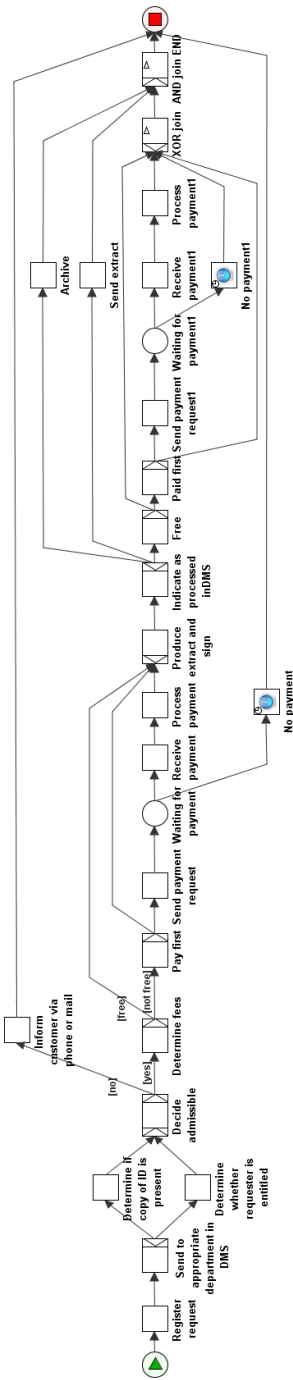 Register
request
Send to
appropriate
department in
DMS
Determine if
copy of ID is
present
Determine
whether
requester is
entitled
Decide
admissible
[no]
[yes]
Inform
customer via
phone or mail
Determine fees
[free]
[not free]
Pay first
Send payment
request
Waiting for
payment
Receive
payment
No payment
Process
payment
Produce
extract and
sign
Indicate as
processed
inDMS
Archive
Send extract
Free
Paid first
Send payment
request1
Waiting for
payment1
Receive
payment1
No payment1
Process
payment1
XOR join
AND join END